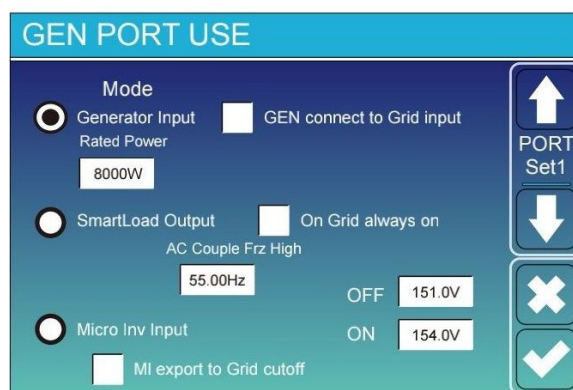 GEN PORT USE
Mode
Generator Input
GEN connect to Grid input
Rated Power
8000W
PORT
Set1
SmartLoad Output
On Grid always on
AC Couple Frz High
55.00Hz
OFF 151.0V
Micro Inv Input
ON 154.0V
MI export to Grid cutoff